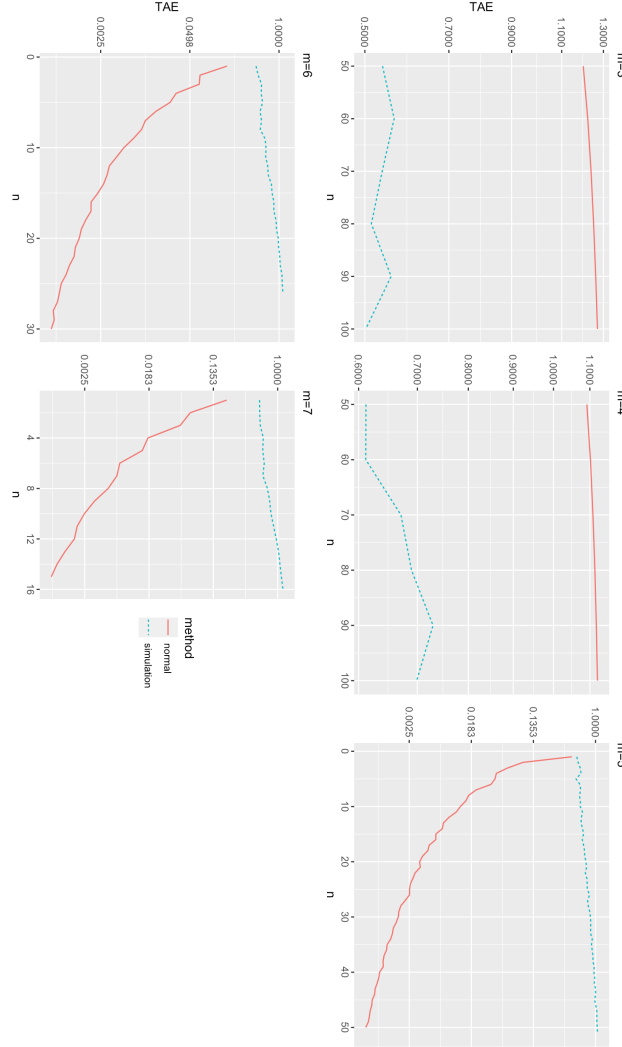 m=3
TAE
1.3000
1.1000
0.9000
0.7000
0.5000
50 60 70 80 90 100
n
m=4
1.1000
1.0000
0.9000
0.8000
0.7000
0.6000
50 60 70 80 90 100
n
m=5
1.0000
0.1353
0.0183
0.0025
0 10 20 30 40 50
n
m=6
TAE
1.0000
0.0498
0.0025
0 10 20 30
n
m=7
1.0000
0.1353
0.0183
0.0025
4 8 12 16
n
method
normal
simulation